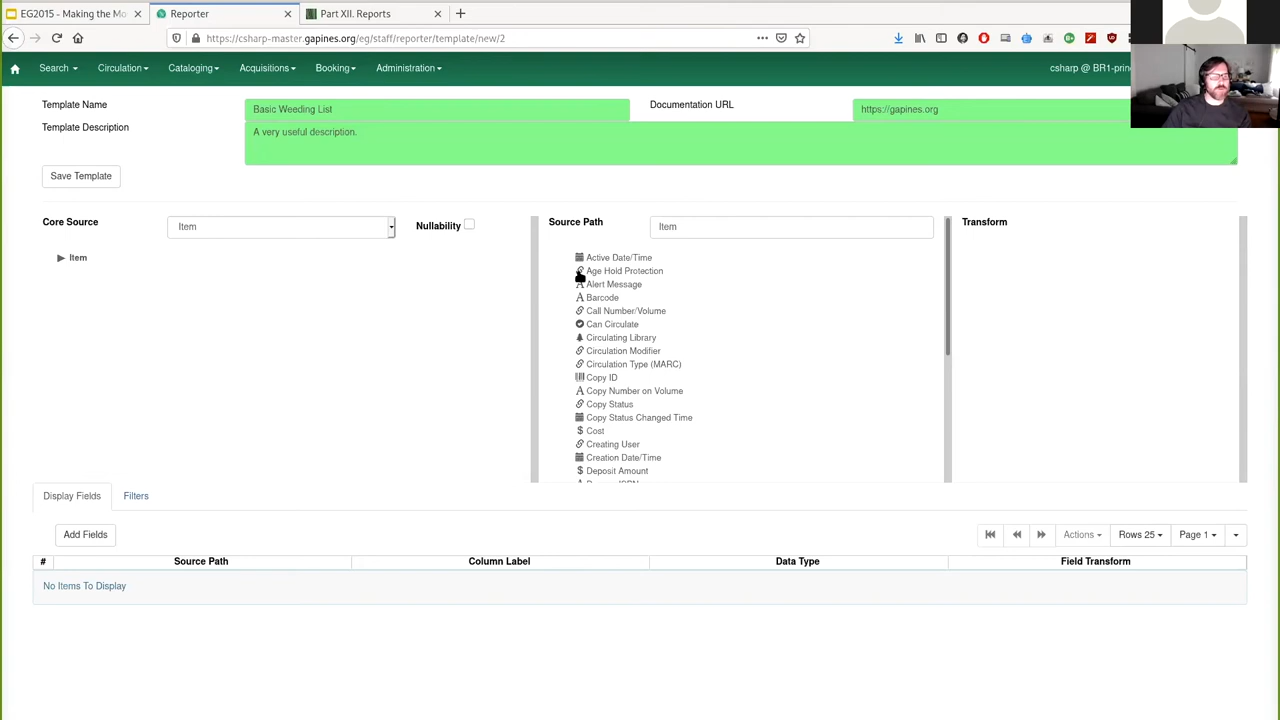 EG2015 - Making the Mo
Reporter
Part XII. Reports
https://csharp-master.gapines.org/eg/staff/reporter/template/new/2
Search
Circulation
Cataloging
Acquisitions
Booking
Administration
csharp @ BR1-prin
Template Name
Basic Weeding List
Documentation URL
https://gapines.org
Template Description
A very useful description.
Save Template
Core Source
Item
Nullability
Source Path
Item
Transform
Item
Active Date/Time
Age Hold Protection
Alert Message
Barcode
Call Number/Volume
Can Circulate
Circulating Library
Circulation Modifier
Circulation Type (MARC)
Copy ID
Copy Number on Volume
Copy Status
Copy Status Changed Time
Cost
Creating User
Creation Date/Time
Deposit Amount
Display Fields
Filters
Add Fields
Actions
Rows 25
Page 1
# Source Path Column Label Data Type Field Transform
No Items To Display